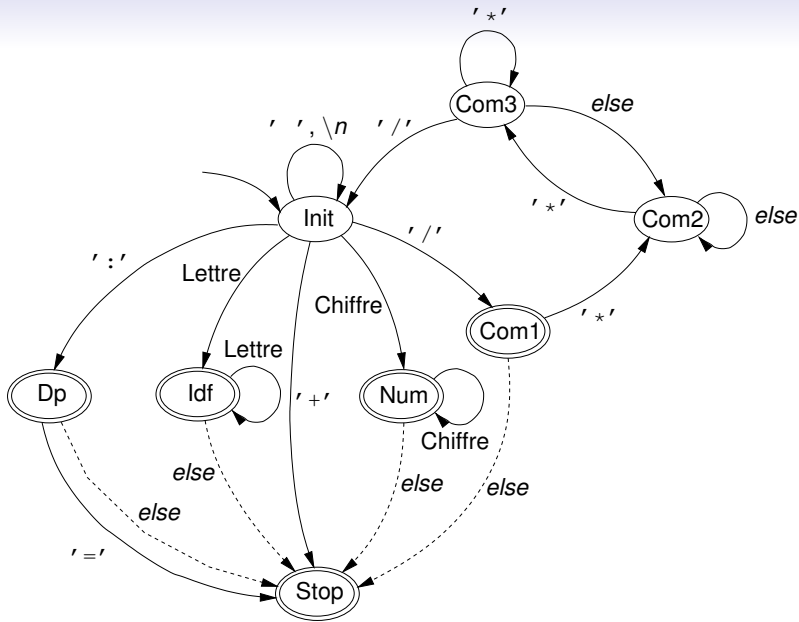 '*'
Com3
else
' ', \n
'/'
Init
'*'
Com2
else
'/'
':'
Lettre
Chiffre
Com1
'*'
Lettre
Dp
Idf
'+'
Num
Chiffre
else
else
else
else
'='
Stop